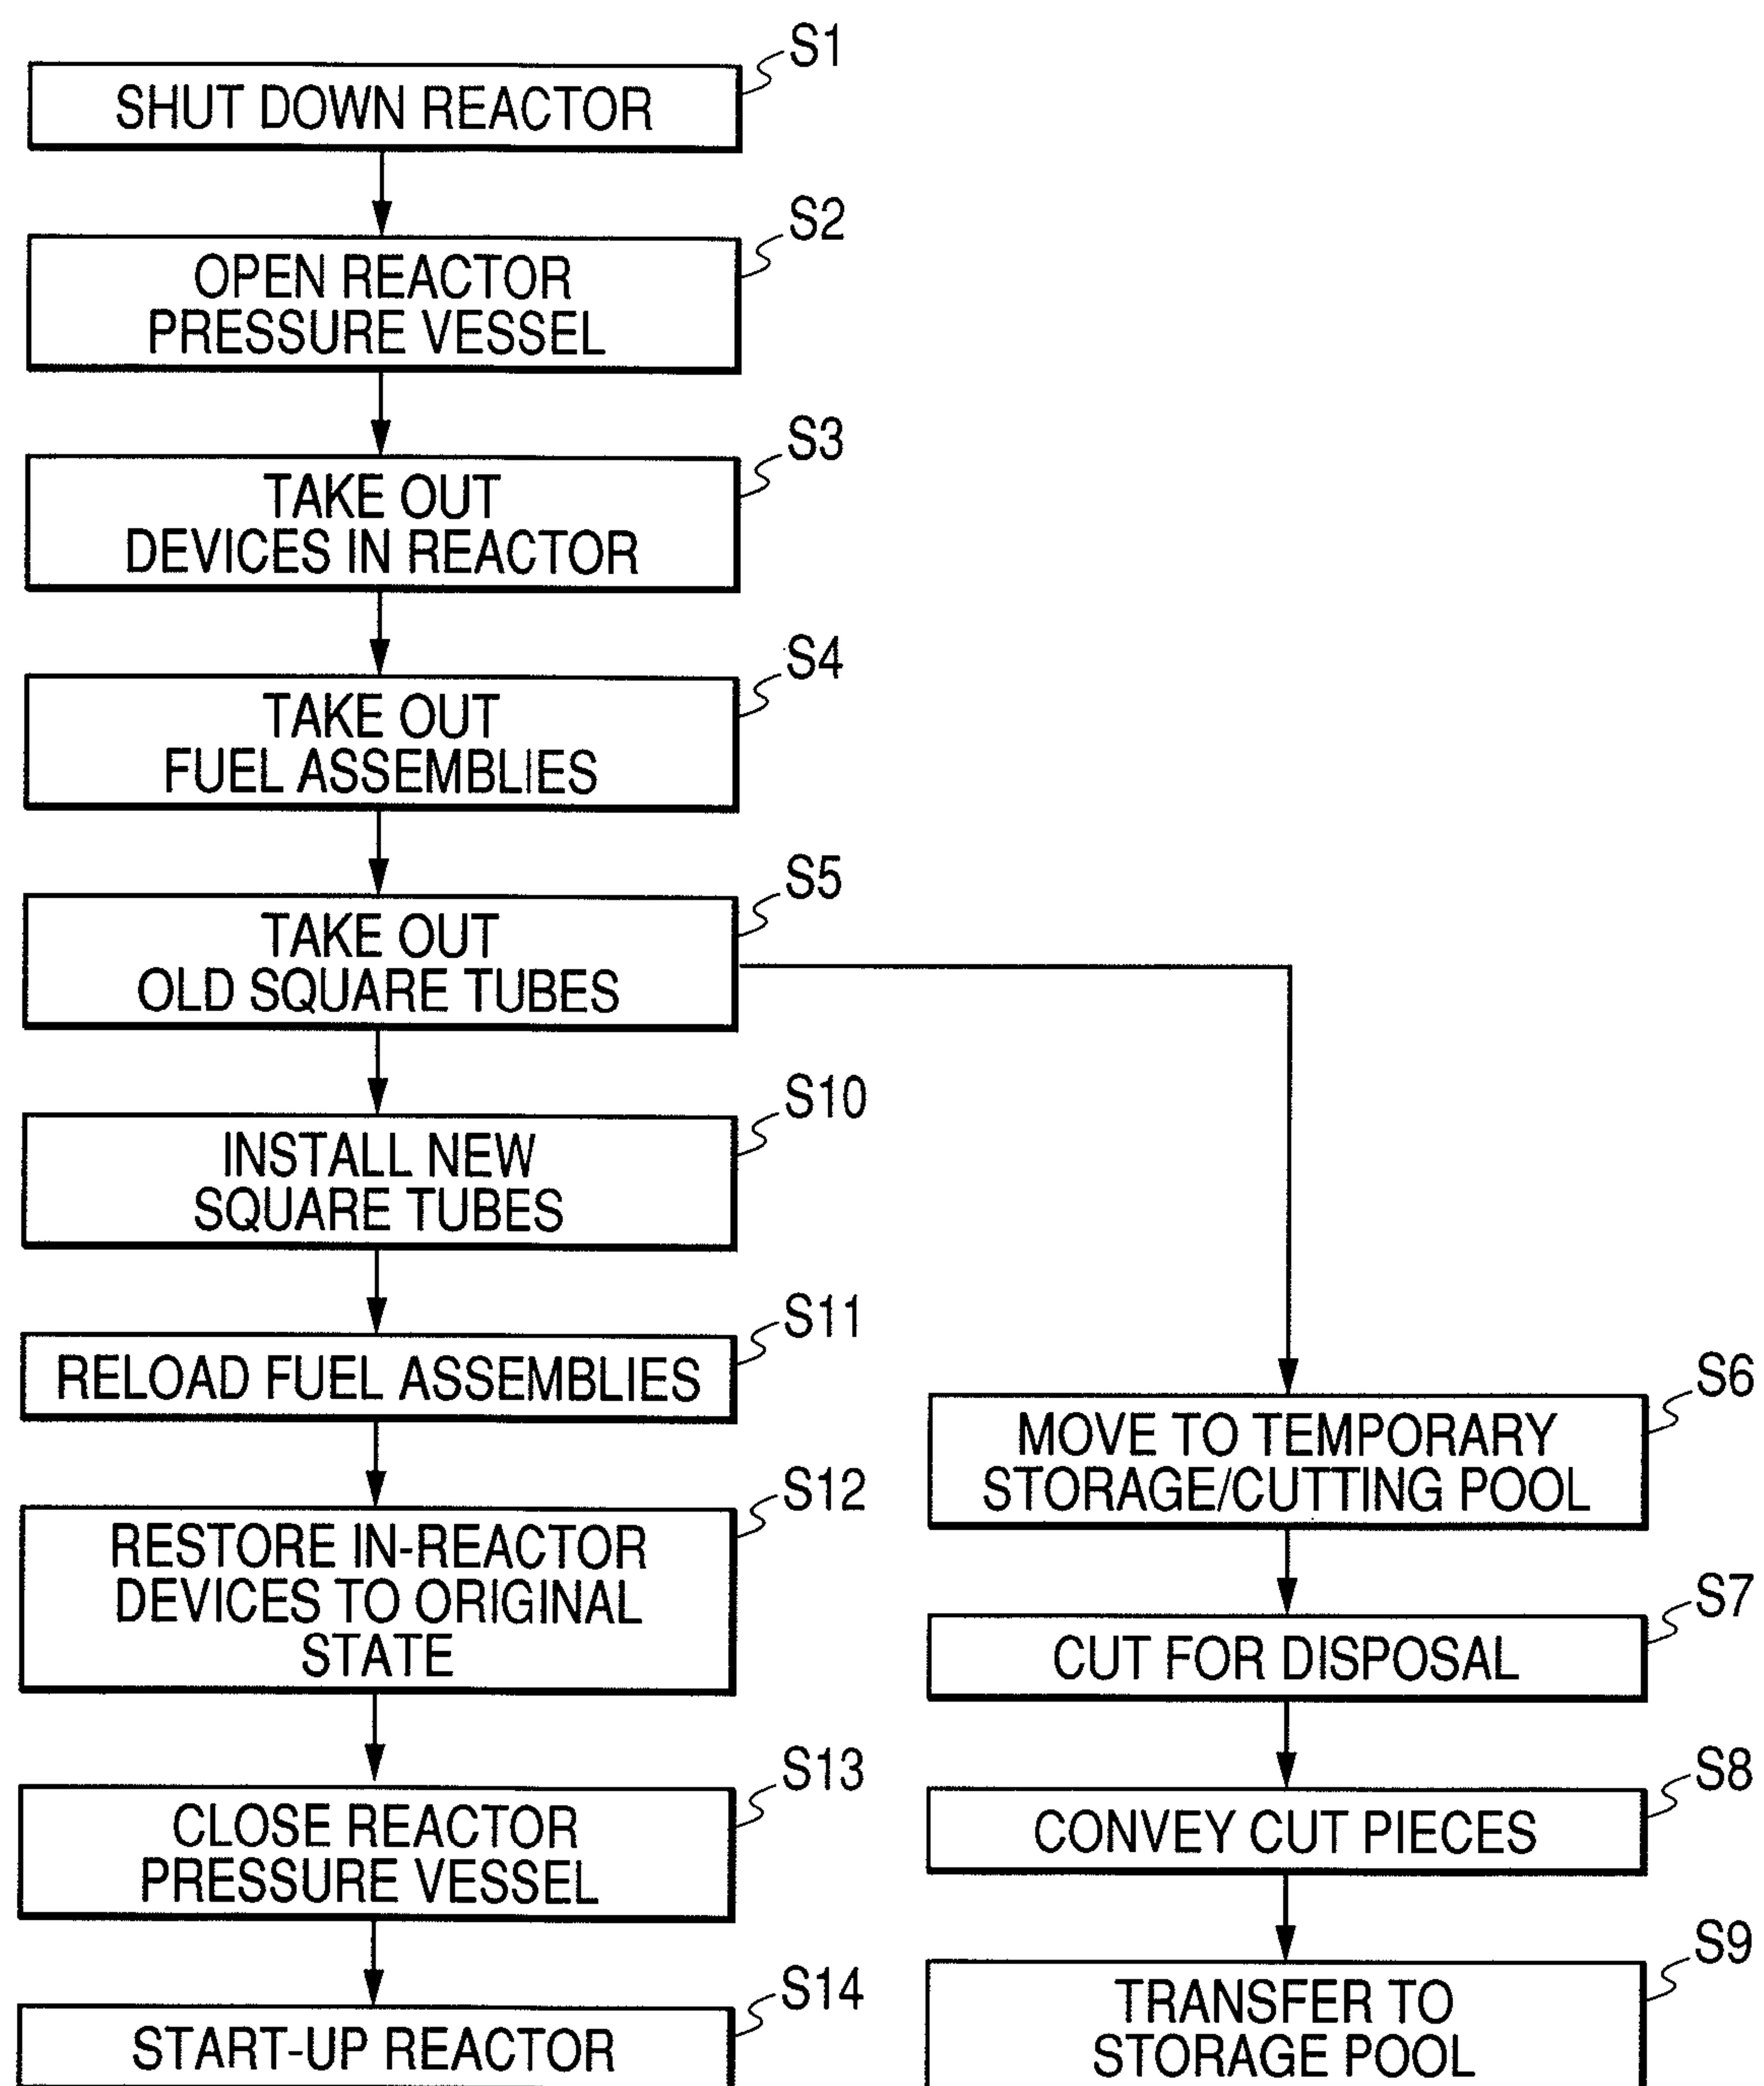 S1
SHUT DOWN REACTOR
S2
OPEN REACTOR
PRESSURE VESSEL
S3
TAKE OUT
DEVICES IN REACTOR
S4
TAKE OUT
FUEL ASSEMBLIES
S5
TAKE OUT
OLD SQUARE TUBES
S10
INSTALL NEW
SQUARE TUBES
S11
RELOAD FUEL ASSEMBLIES
S12
RESTORE IN-REACTOR
DEVICES TO ORIGINAL
STATE
S13
CLOSE REACTOR
PRESSURE VESSEL
S14
START-UP REACTOR
S6
MOVE TO TEMPORARY
STORAGE/CUTTING POOL
S7
CUT FOR DISPOSAL
S8
CONVEY CUT PIECES
S9
TRANSFER TO
STORAGE POOL